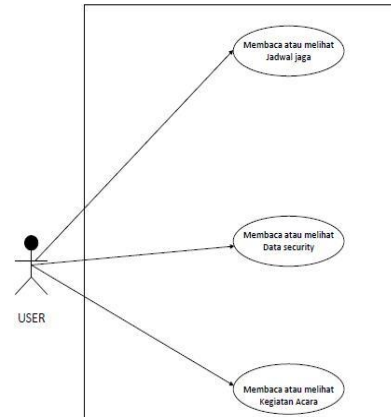 Membaca atau melihat
Jadwal jaga
Membaca atau melihat
Data security
USER
Membaca atau melihat
Kegiatan Acara